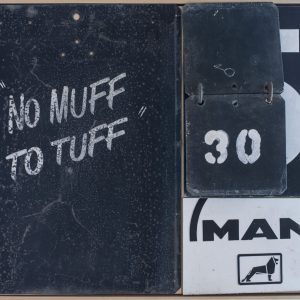 "NO MUFF
TO TUFF"
30
MAN